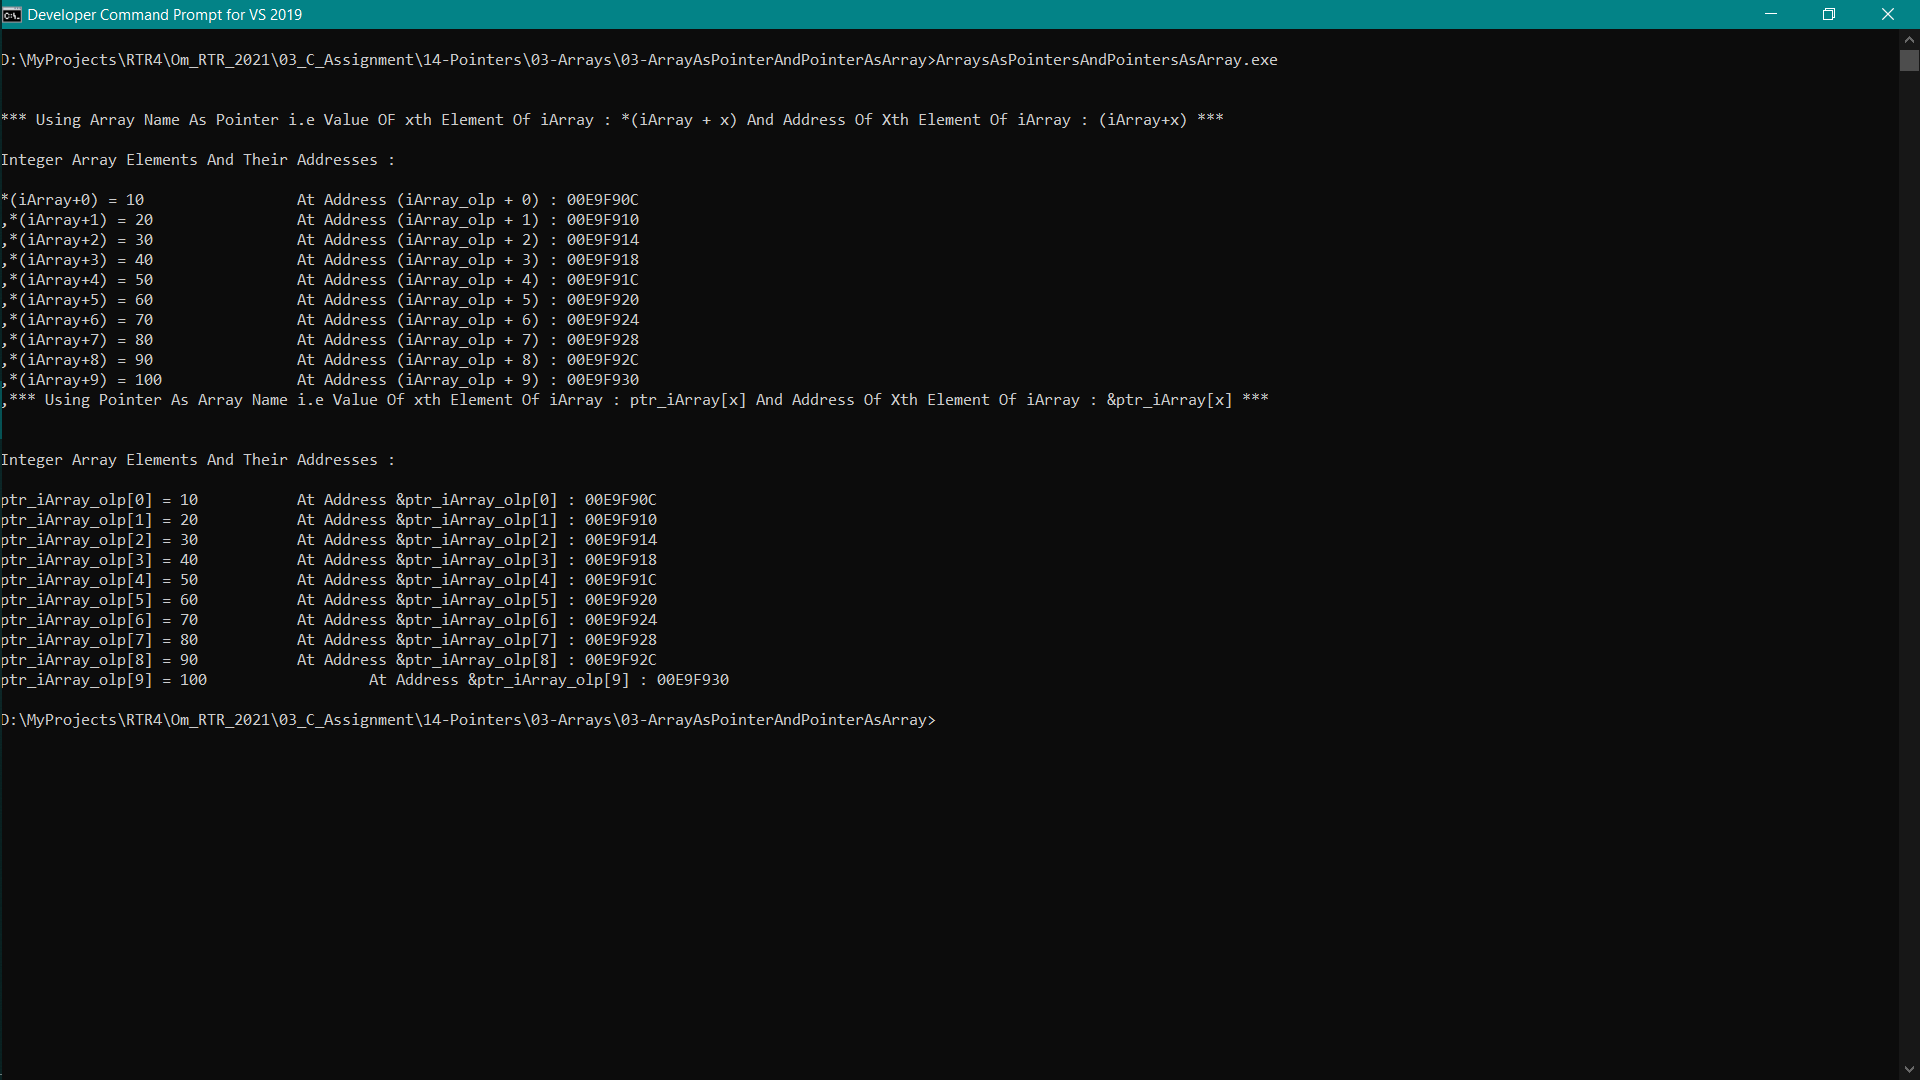 Developer Command Prompt for VS 2019
D:\MyProjects\RTR4\Om_RTR_2021\03_C_Assignment\14-Pointers\03-Arrays\03-ArrayAsPointerAndPointerAsArray>ArraysAsPointersAndPointersAsArray.exe
*** Using Array Name As Pointer i.e Value OF xth Element Of iArray : *(iArray + x) And Address Of Xth Element Of iArray : (iArray+x) ***
Integer Array Elements And Their Addresses :
*(iArray+0) = 10 At Address (iArray_olp + 0) : 00E9F90C
,*(iArray+1) = 20 At Address (iArray_olp + 1) : 00E9F910
,*(iArray+2) = 30 At Address (iArray_olp + 2) : 00E9F914
,*(iArray+3) = 40 At Address (iArray_olp + 3) : 00E9F918
,*(iArray+4) = 50 At Address (iArray_olp + 4) : 00E9F91C
,*(iArray+5) = 60 At Address (iArray_olp + 5) : 00E9F920
,*(iArray+6) = 70 At Address (iArray_olp + 6) : 00E9F924
,*(iArray+7) = 80 At Address (iArray_olp + 7) : 00E9F928
,*(iArray+8) = 90 At Address (iArray_olp + 8) : 00E9F92C
,*(iArray+9) = 100 At Address (iArray_olp + 9) : 00E9F930
,*** Using Pointer As Array Name i.e Value Of xth Element Of iArray : ptr_iArray[x] And Address Of Xth Element Of iArray : &ptr_iArray[x] ***
Integer Array Elements And Their Addresses :
ptr_iArray_olp[0] = 10 At Address &ptr_iArray_olp[0] : 00E9F90C
ptr_iArray_olp[1] = 20 At Address &ptr_iArray_olp[1] : 00E9F910
ptr_iArray_olp[2] = 30 At Address &ptr_iArray_olp[2] : 00E9F914
ptr_iArray_olp[3] = 40 At Address &ptr_iArray_olp[3] : 00E9F918
ptr_iArray_olp[4] = 50 At Address &ptr_iArray_olp[4] : 00E9F91C
ptr_iArray_olp[5] = 60 At Address &ptr_iArray_olp[5] : 00E9F920
ptr_iArray_olp[6] = 70 At Address &ptr_iArray_olp[6] : 00E9F924
ptr_iArray_olp[7] = 80 At Address &ptr_iArray_olp[7] : 00E9F928
ptr_iArray_olp[8] = 90 At Address &ptr_iArray_olp[8] : 00E9F92C
ptr_iArray_olp[9] = 100 At Address &ptr_iArray_olp[9] : 00E9F930
D:\MyProjects\RTR4\Om_RTR_2021\03_C_Assignment\14-Pointers\03-Arrays\03-ArrayAsPointerAndPointerAsArray>